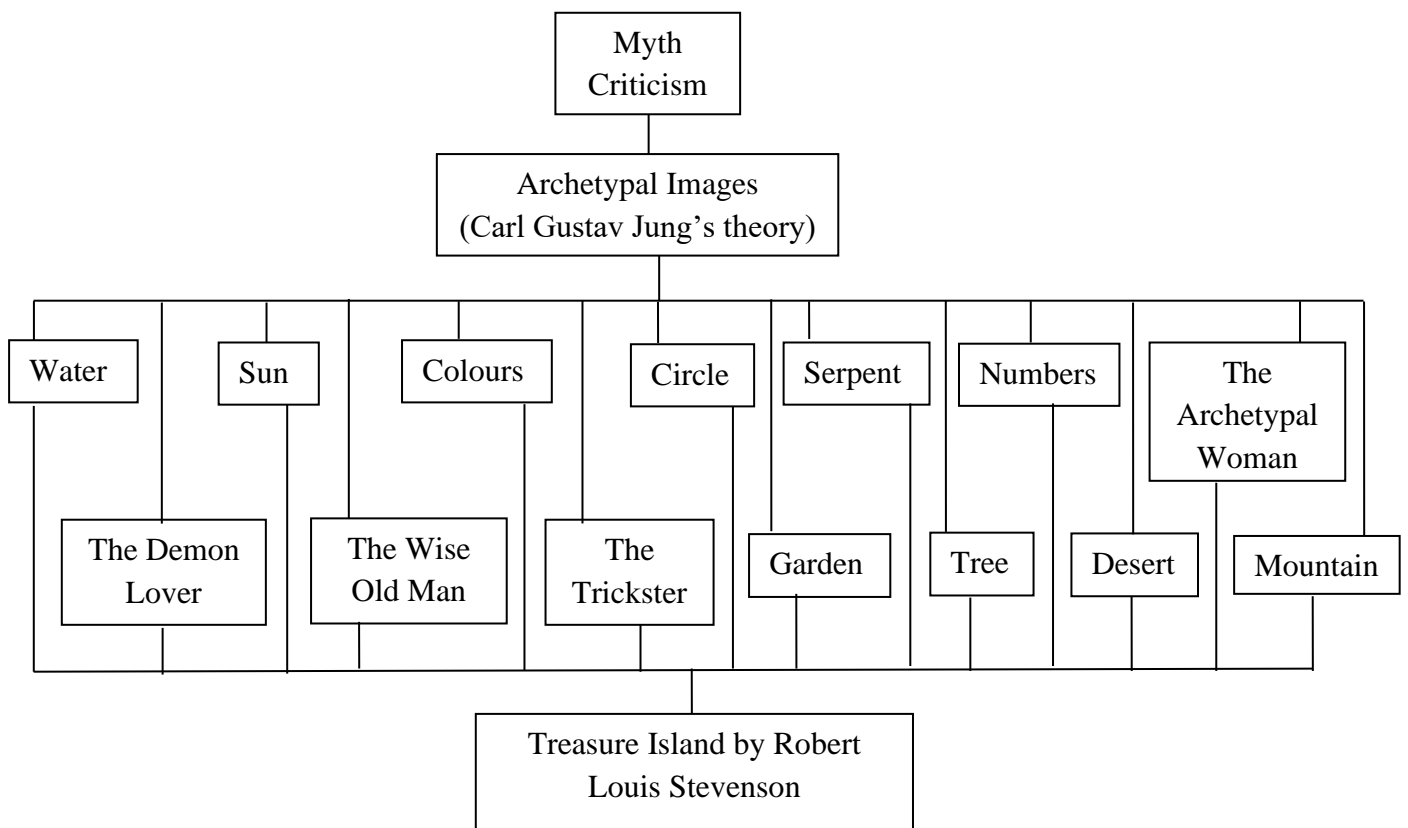 Myth
Criticism
Archetypal Images
(Carl Gustav Jung’s theory)
Water
Sun
Colours
Circle
Serpent
Numbers
The
Archetypal
Woman
The Demon
Lover
The Wise
Old Man
The
Trickster
Garden
Tree
Desert
Mountain
Treasure Island by Robert
Louis Stevenson